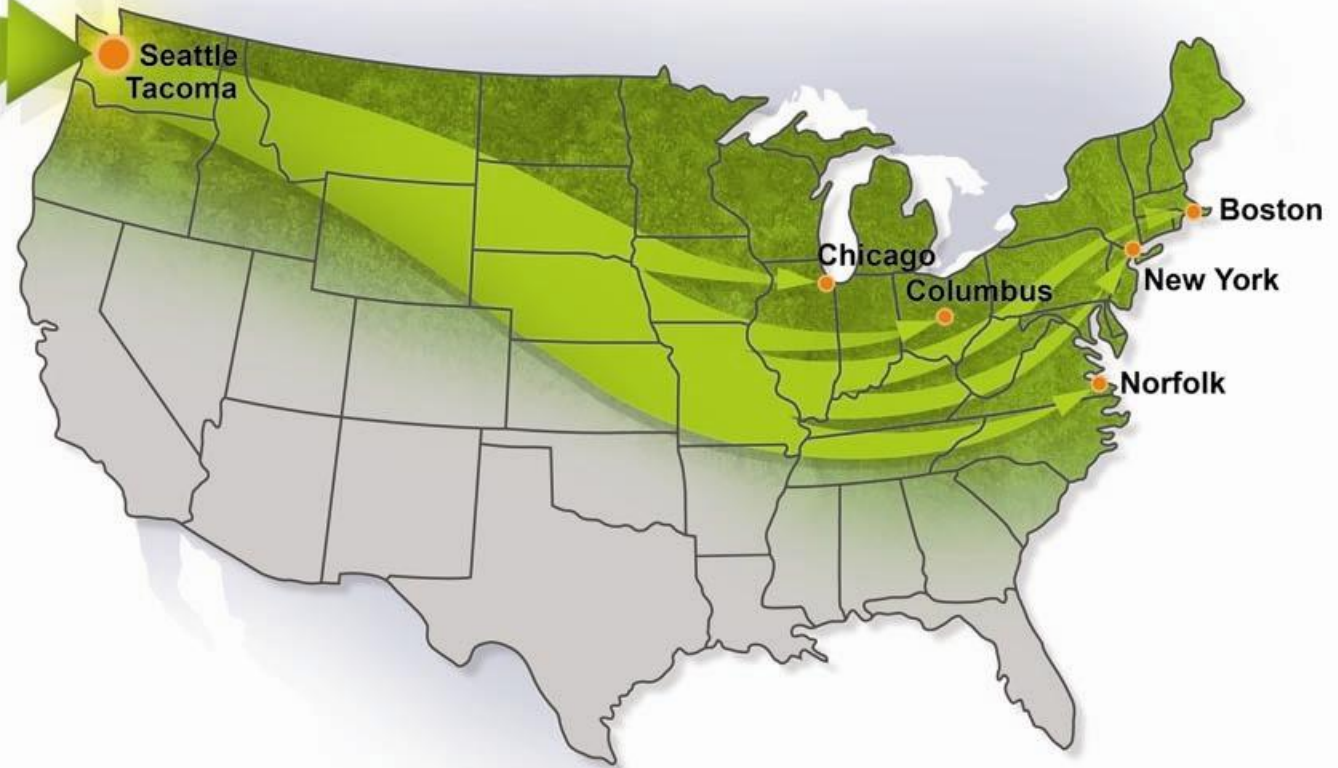 Seattle
Tacoma
Boston
Chicago
New York
Columbus
Norfolk